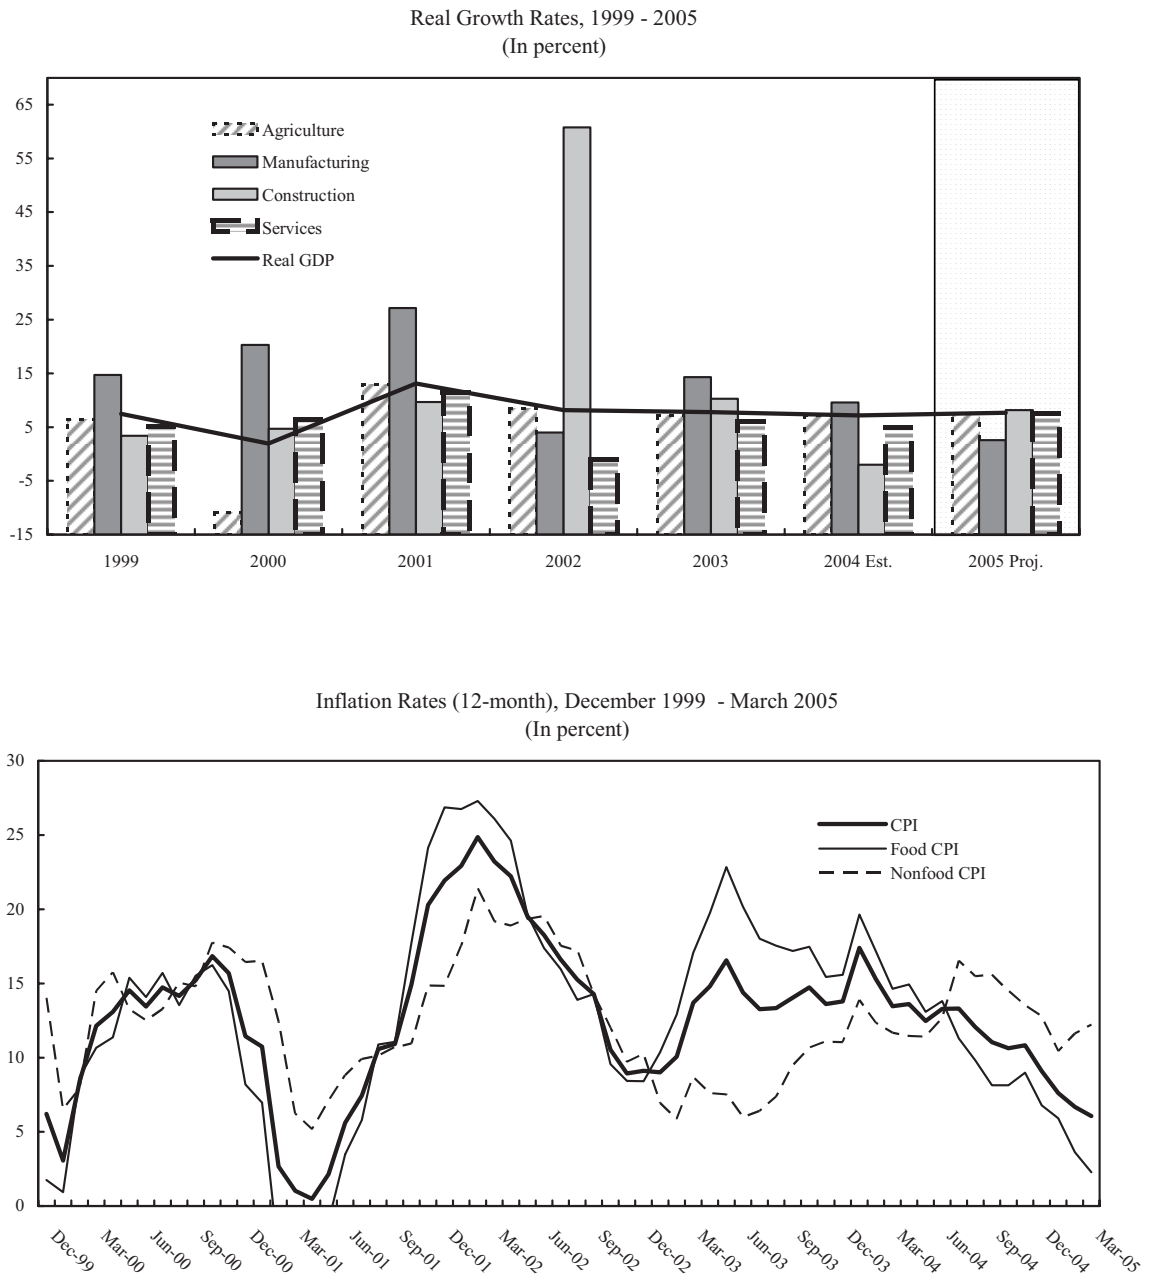 Real Growth Rates, 1999 - 2005
(In percent)
65
55
45
35
25
15
5
-5
-15
Agriculture
Manufacturing
Construction
Services
Real GDP
1999 2000 2001 2002 2003 2004 Est. 2005 Proj.
Inflation Rates (12-month), December 1999 - March 2005
(In percent)
30
25
20
15
10
5
0
CPI
Food CPI
Nonfood CPI
Dec-99 Mar-00 Jun-00 Sep-00 Dec-00 Mar-01 Jun-01 Sep-01 Dec-01 Mar-02 Jun-02 Sep-02 Dec-02 Mar-03 Jun-03 Sep-03 Dec-03 Mar-04 Jun-04 Sep-04 Dec-04 Mar-05